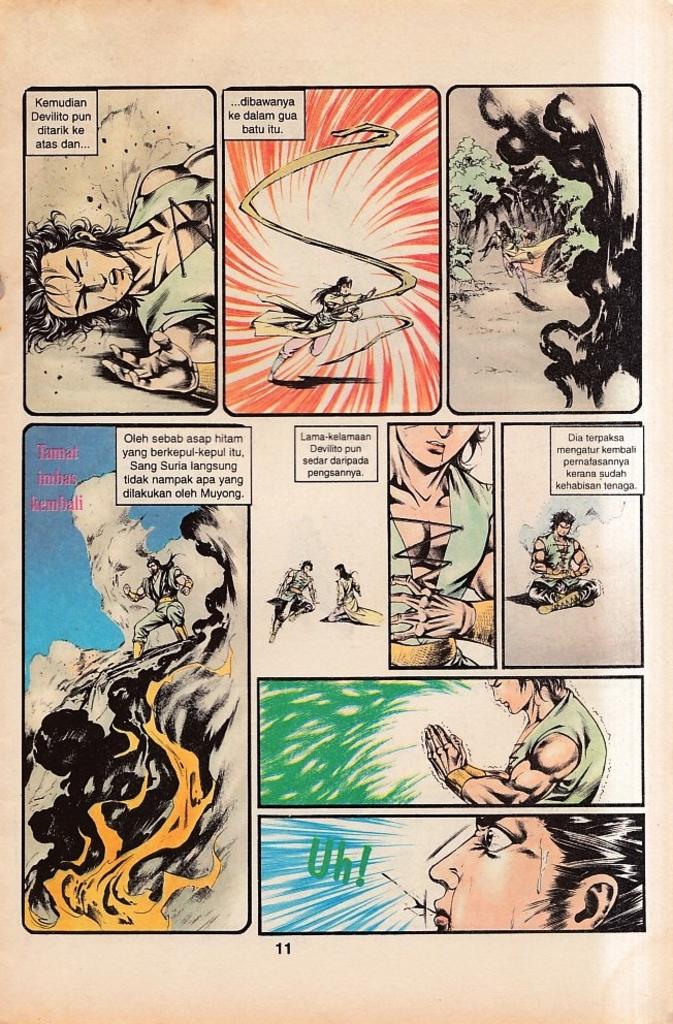 Kemudian
Devilito pun
ditarik ke
atas dan...
...dibawanya
ke dalam gua
batu itu.
Tamat
imbas
kembali
Oleh sebab asap hitam
yang berkepul-kepul itu,
Sang Suria langsung
tidak nampak apa yang
dilakukan oleh Muyong.
Lama-kelamaan
Devilito pun
sedar daripada
pengsannya.
Dia terpaksa
mengatur kembali
pernafasannya
kerana sudah
kehabisan tenaga.
Uh!
11